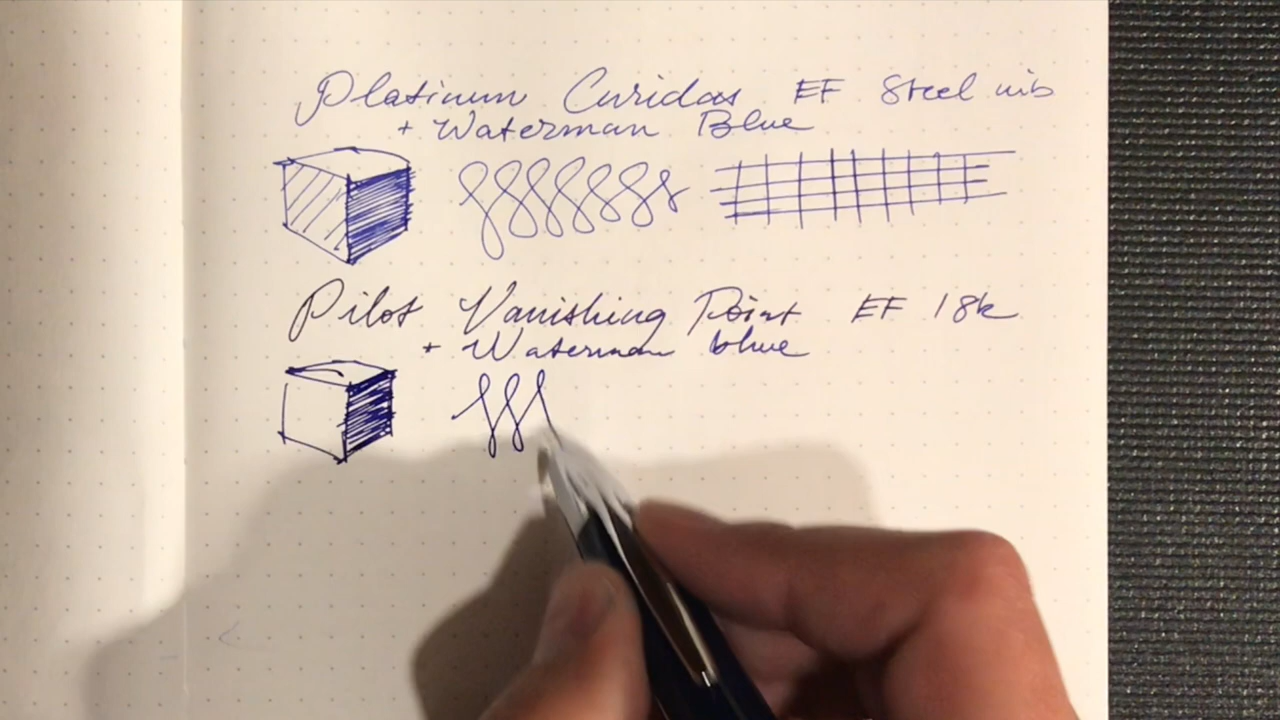 Platinum Curidas EF Steel nib
+ Waterman Blue
Pilot Vanishing Point EF 18k
+ Waterman blue